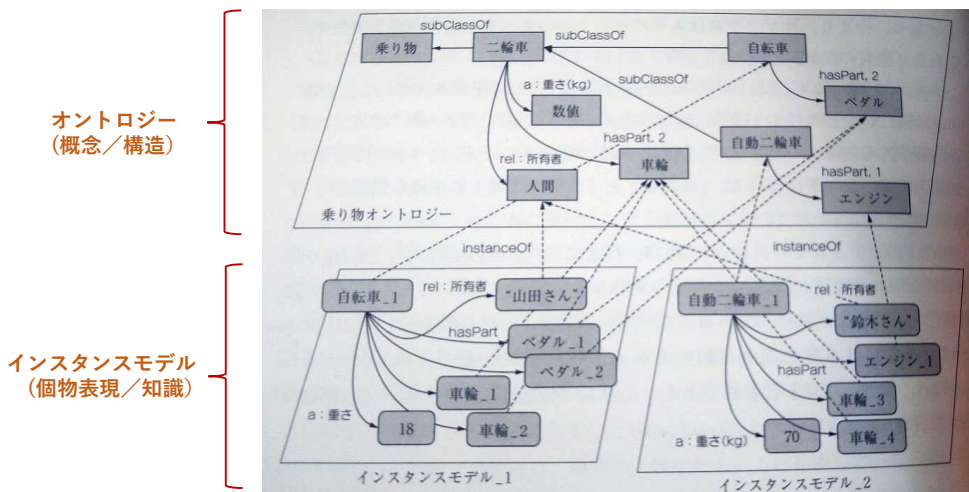 オントロジー
（概念／構造）
インスタンスモデル
（個物表現／知識）
subClassOf
乗り物
二輪車
subClassOf
自転車
a：重さ(kg)
数値
subClassOf
hasPart, 2
ペダル
hasPart, 2
車輪
自動二輪車
rel：所有者
人間
hasPart, 1
エンジン
乗り物オントロジー
instanceOf
instanceOf
自転車_1
rel：所有者
“山田さん”
hasPart
ペダル_1
ペダル_2
車輪_1
a：重さ
18
車輪_2
インスタンスモデル_1
自動二輪車_1
rel：所有者
“鈴木さん”
hasPart
エンジン_1
車輪_3
a：重さ(kg)
70
車輪_4
インスタンスモデル_2